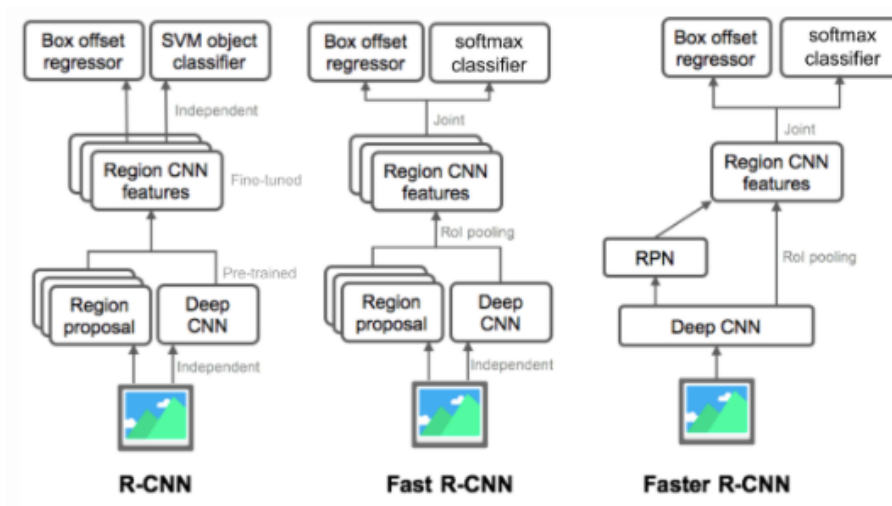 Box offset
regressor
SVM object
classifier
Independent
Region CNN
features
Fine-tuned
Pre-trained
Region
proposal
Deep
CNN
Independent
R-CNN
Box offset
regressor
softmax
classifier
Joint
Region CNN
features
RoI pooling
Region
proposal
Deep
CNN
Independent
Fast R-CNN
Box offset
regressor
softmax
classifier
Joint
Region CNN
features
RPN
RoI pooling
Deep CNN
Faster R-CNN